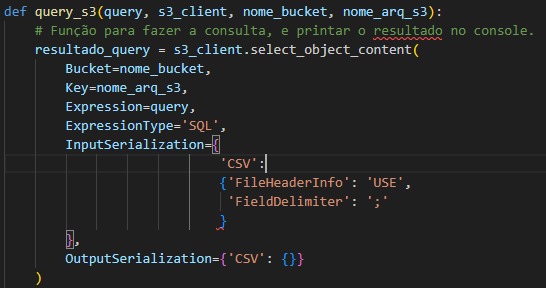 def query_s3(query, s3_client, nome_bucket, nome_arq_s3):
    # Função para fazer a consulta, e printar o resultado no console.
    resultado_query = s3_client.select_object_content(
        Bucket=nome_bucket,
        Key=nome_arq_s3,
        Expression=query,
        ExpressionType='SQL',
        InputSerialization={
                            'CSV':
                            {'FileHeaderInfo': 'USE',
                             'FieldDelimiter': ';'
                            }
        },
        OutputSerialization={'CSV': {}}
    )